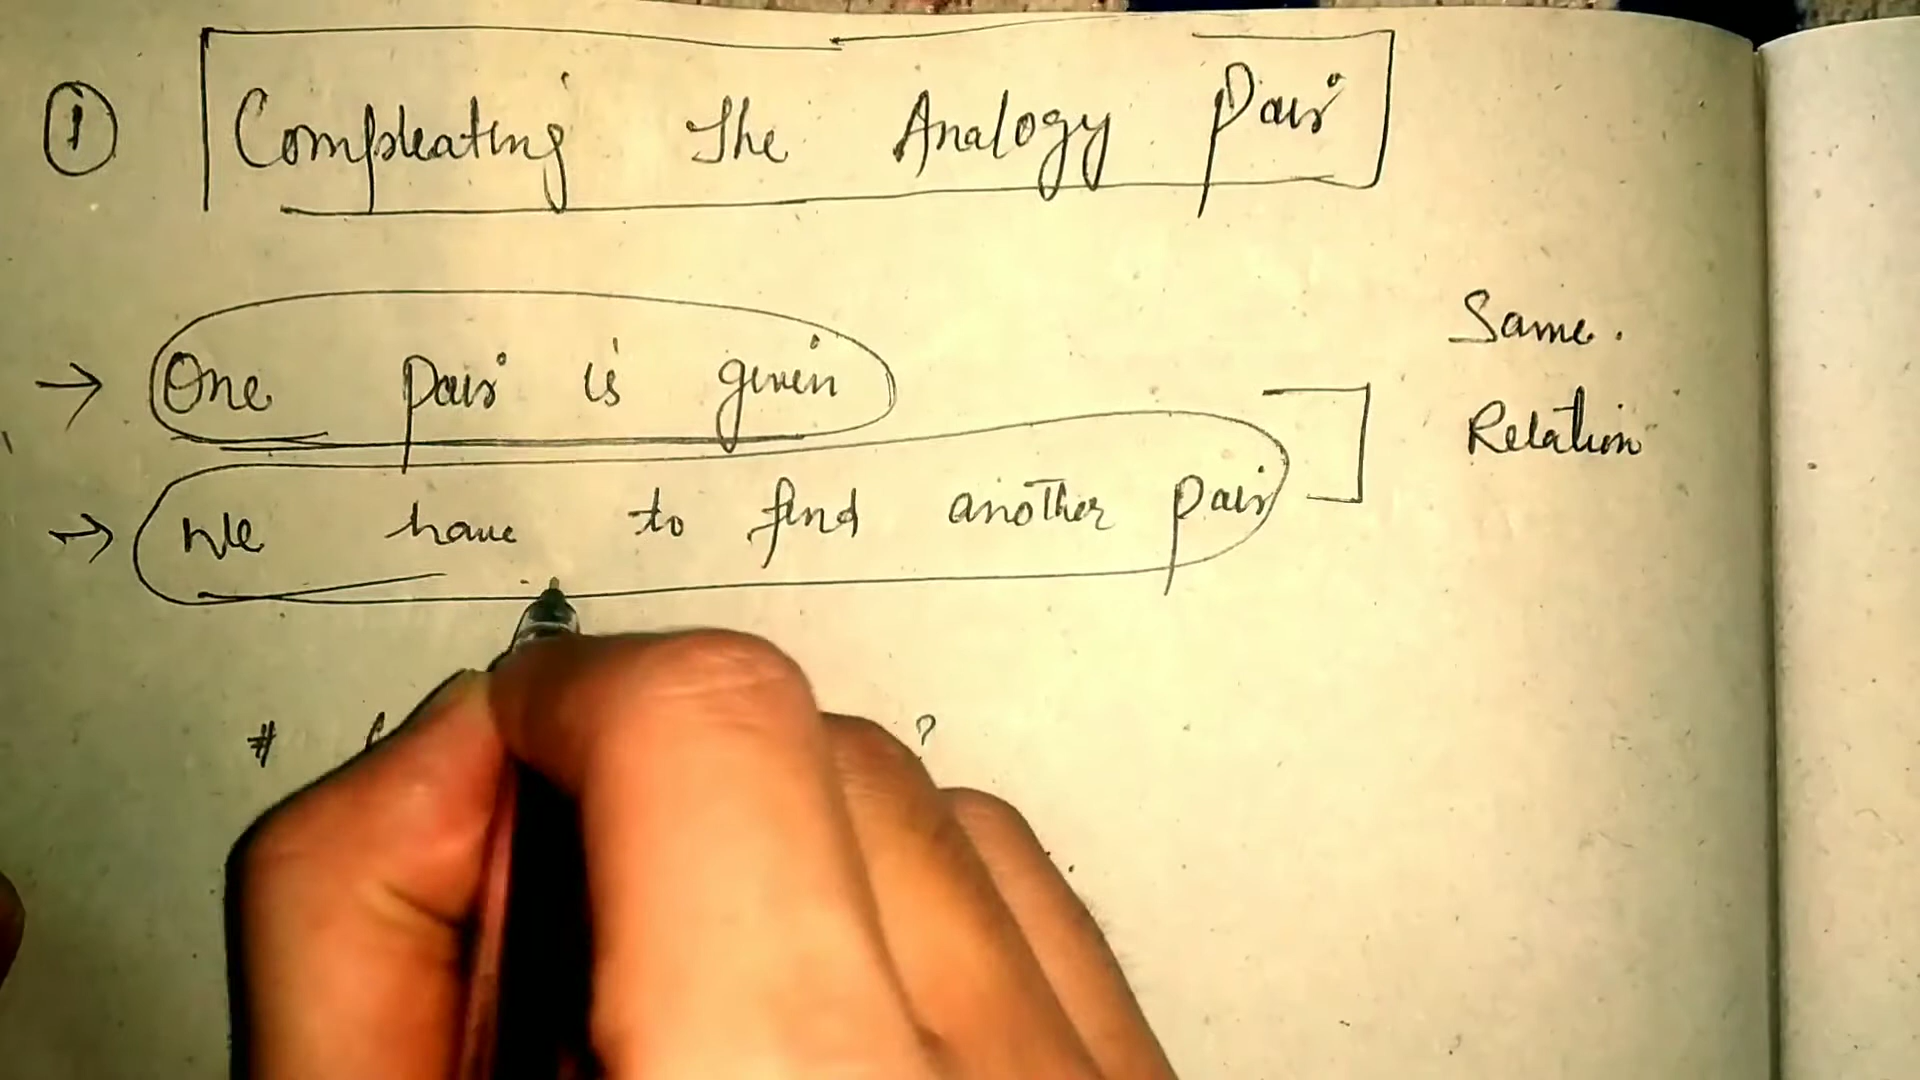 1 Compleating The Analogy Pair
→ One pair is given
→ We have to find another pair
Same.
Relation
# ?